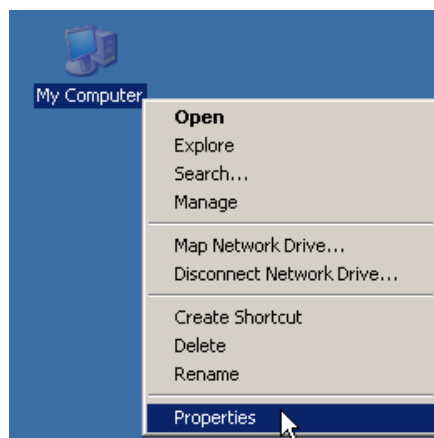 My Computer
Open
Explore
Search...
Manage
Map Network Drive...
Disconnect Network Drive...
Create Shortcut
Delete
Rename
Properties